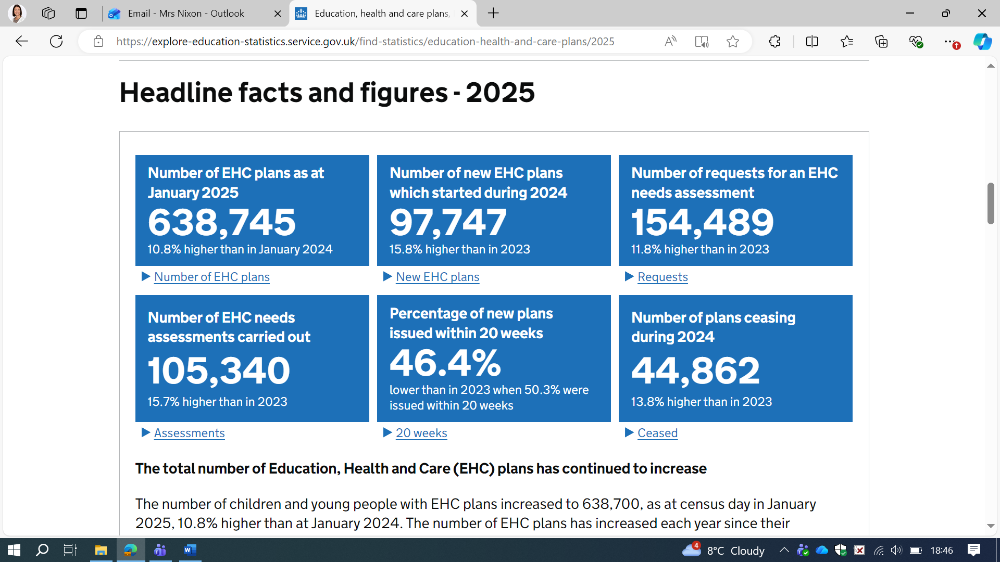 Email - Mrs Nixon - Outlook
Education, health and care plans,
https://explore-education-statistics.service.gov.uk/find-statistics/education-health-and-care-plans/2025
Headline facts and figures - 2025
Number of EHC plans as at
January 2025
638,745
10.8% higher than in January 2024
Number of EHC plans
Number of new EHC plans
which started during 2024
97,747
15.8% higher than in 2023
New EHC plans
Number of requests for an EHC
needs assessment
154,489
11.8% higher than in 2023
Requests
Number of EHC needs
assessments carried out
105,340
15.7% higher than in 2023
Assessments
Percentage of new plans
issued within 20 weeks
46.4%
lower than in 2023 when 50.3% were
issued within 20 weeks
20 weeks
Number of plans ceasing
during 2024
44,862
13.8% higher than in 2023
Ceased
The total number of Education, Health and Care (EHC) plans has continued to increase
The number of children and young people with EHC plans increased to 638,700, as at census day in January
2025, 10.8% higher than at January 2024. The number of EHC plans has increased each year since their
4
8°C Cloudy
18:46